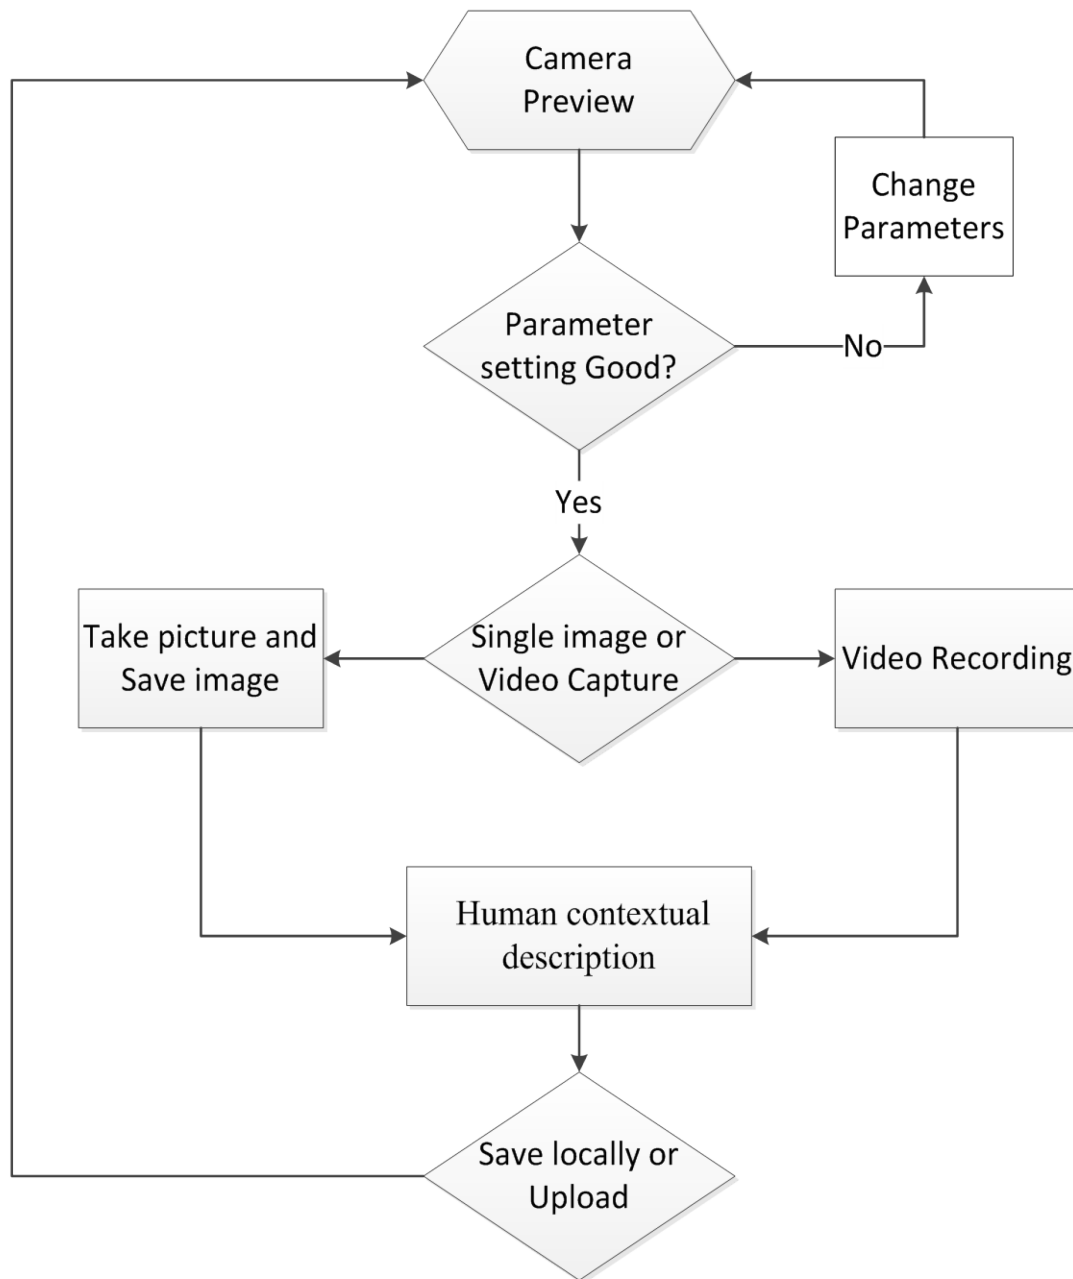 Camera
Preview
Change
Parameters
Parameter
setting Good?
No
Yes
Take picture and
Save image
Single image or
Video Capture
Video Recording
Human contextual
description
Save locally or
Upload